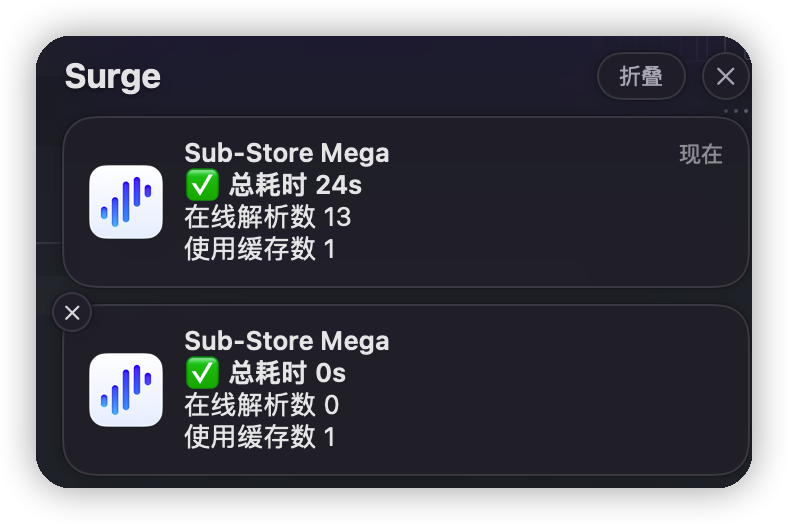 Surge
折叠
Sub-Store Mega
现在
✅ 总耗时 24s
在线解析数 13
使用缓存数 1
Sub-Store Mega
✅ 总耗时 0s
在线解析数 0
使用缓存数 1